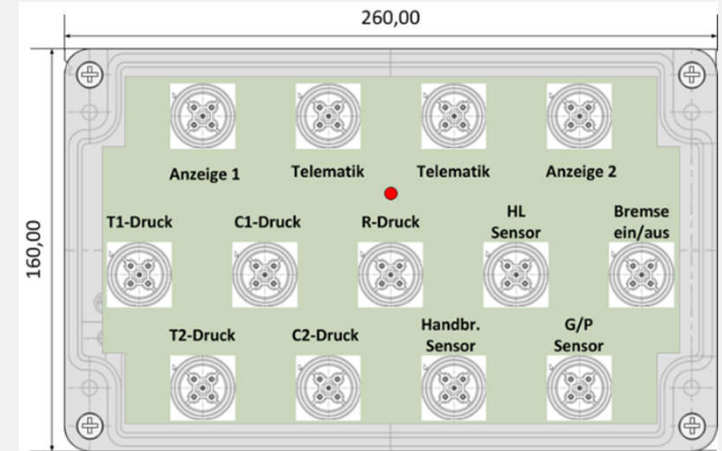 260,00
160,00
Anzeige 1
Telematik
Telematik
Anzeige 2
T1-Druck
C1-Druck
R-Druck
HL
Sensor
Bremse
ein/aus
T2-Druck
C2-Druck
Handbr.
Sensor
G/P
Sensor